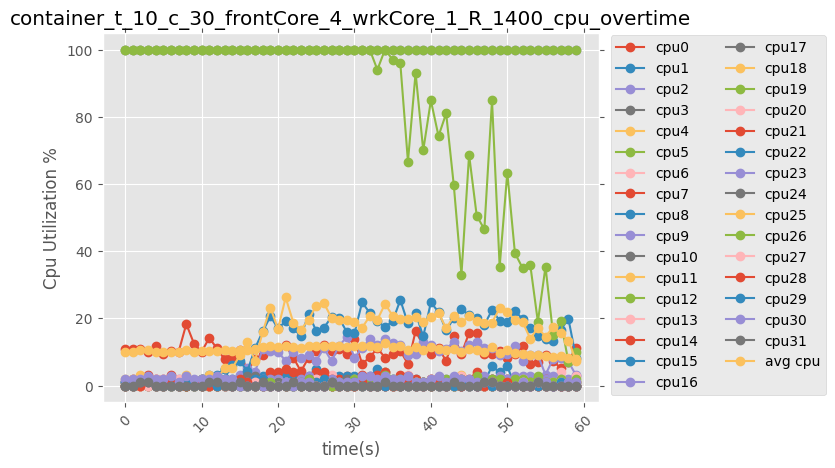 container_t_10_c_30_frontCore_4_wrkCore_1_R_1400_cpu_overtime
100
80
60
40
20
0
Cpu Utilization %
0
10
20
30
40
50
60
time(s)
cpu0
cpu1
cpu2
cpu3
cpu4
cpu5
cpu6
cpu7
cpu8
cpu9
cpu10
cpu11
cpu12
cpu13
cpu14
cpu15
cpu16
cpu17
cpu18
cpu19
cpu20
cpu21
cpu22
cpu23
cpu24
cpu25
cpu26
cpu27
cpu28
cpu29
cpu30
cpu31
avg cpu